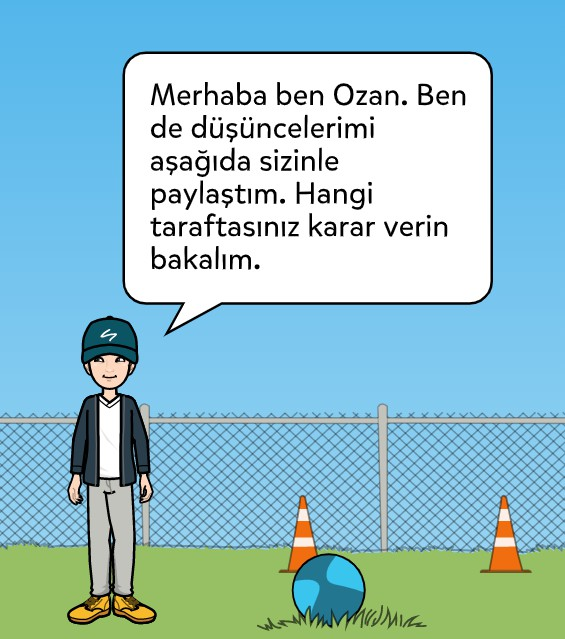 Merhaba ben Ozan. Ben
de düşüncelerimi
aşağıda sizinle
paylaştım. Hangi
taraftasınız karar verin
bakalım.